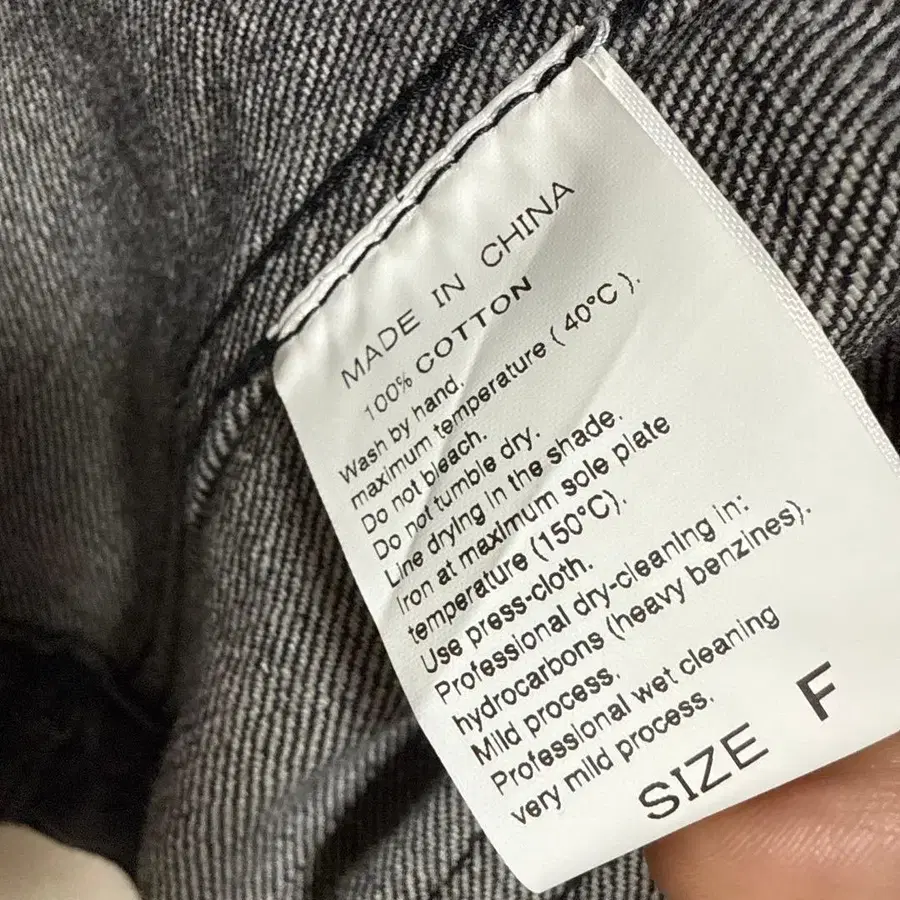 MADE IN CHINA
100% COTTON
Wash by hand.
maximum temperature ( 40°C ).
Do not bleach.
Do not tumble dry.
Line drying in the shade.
Iron at maximum sole plate
temperature (150°C).
Use press-cloth.
Professional dry-cleaning in:
hydrocarbons (heavy benzines).
Mild process.
Professional wet cleaning
very mild process.
SIZE F